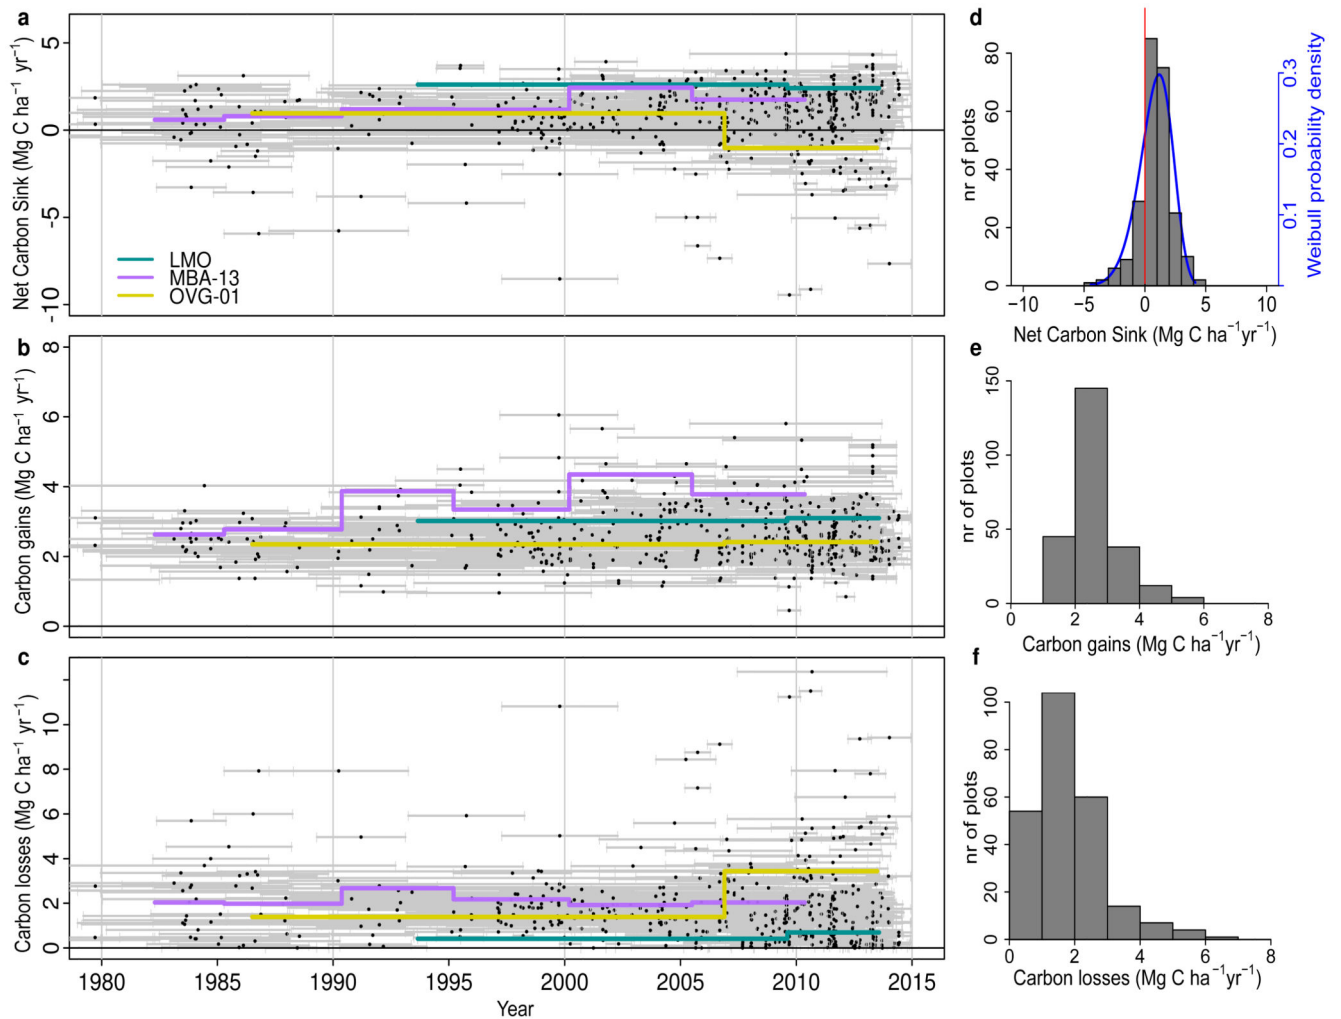 a
Net Carbon Sink (Mg C ha⁻¹ yr⁻¹)
5
0
-5
-10
LMO
MBA-13
OVG-01
b
Carbon gains (Mg C ha⁻¹ yr⁻¹)
8
6
4
2
0
c
Carbon losses (Mg C ha⁻¹ yr⁻¹)
10
8
6
4
2
0
1980 1985 1990 1995 2000 2005 2010 2015
Year
d
nr of plots
80
60
40
20
0
0.3
0.2
0.1
Weibull probability density
−10 −5 0 5 10
Net Carbon Sink (Mg C ha⁻¹yr⁻¹)
e
nr of plots
150
100
50
0
0 2 4 6 8
Carbon gains (Mg C ha⁻¹yr⁻¹)
f
nr of plots
100
80
60
40
20
0
0 2 4 6 8
Carbon losses (Mg C ha⁻¹yr⁻¹)